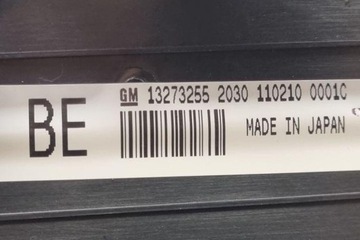 GM 13273255 2030 110210 0001C
BE
MADE IN JAPAN